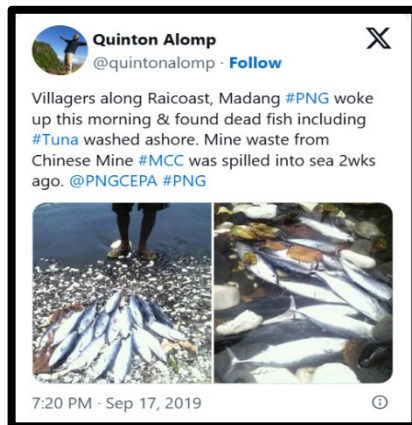 Quinton Alomp
@quintonalomp · Follow
Villagers along Raicoast, Madang #PNG woke
up this morning & found dead fish including
#Tuna washed ashore. Mine waste from
Chinese Mine #MCC was spilled into sea 2wks
ago. @PNGCEPA #PNG
7:20 PM · Sep 17, 2019